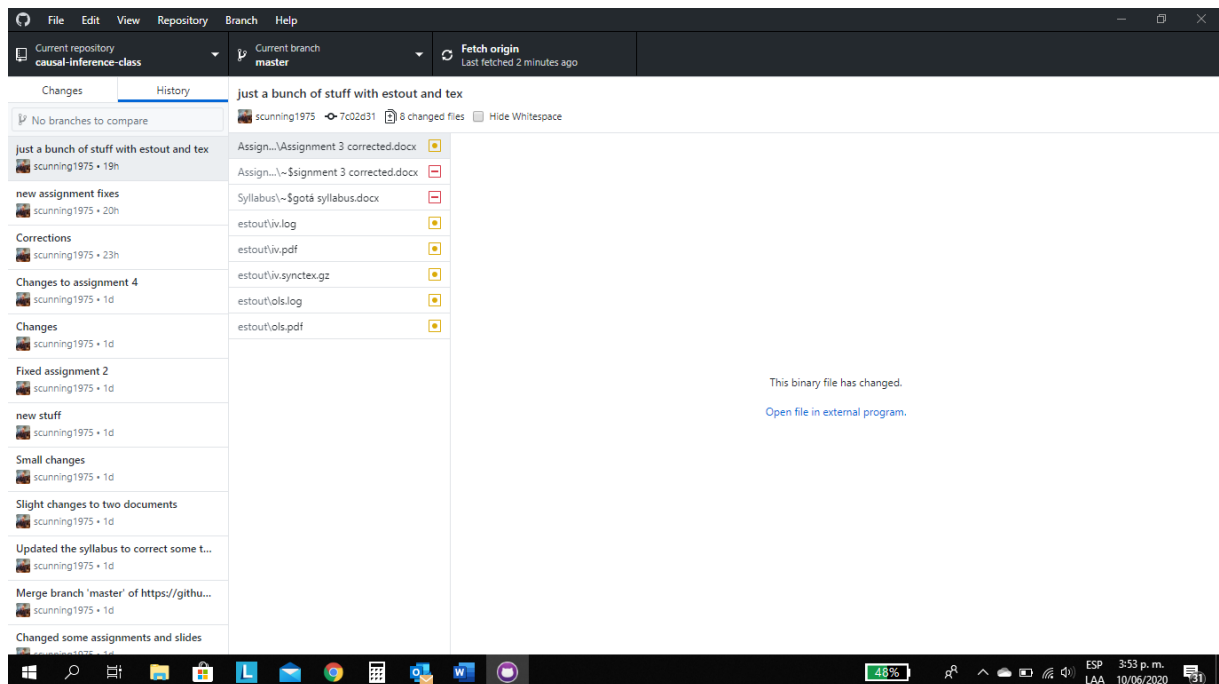 File Edit View Repository Branch Help
Current repository
causal-inference-class
Current branch
master
Fetch origin
Last fetched 2 minutes ago
Changes History
No branches to compare
just a bunch of stuff with estout and tex
scunning1975 • 19h
new assignment fixes
scunning1975 • 20h
Corrections
scunning1975 • 23h
Changes to assignment 4
scunning1975 • 1d
Changes
scunning1975 • 1d
Fixed assignment 2
scunning1975 • 1d
new stuff
scunning1975 • 1d
Small changes
scunning1975 • 1d
Slight changes to two documents
scunning1975 • 1d
Updated the syllabus to correct some t...
scunning1975 • 1d
Merge branch 'master' of https://githu...
scunning1975 • 1d
Changed some assignments and slides
just a bunch of stuff with estout and tex
scunning1975 7c02d31 8 changed files Hide Whitespace
Assign...\Assignment 3 corrected.docx
Assign...\~$signment 3 corrected.docx
Syllabus\~$gotá syllabus.docx
estout\iv.log
estout\iv.pdf
estout\iv.synctex.gz
estout\ols.log
estout\ols.pdf
This binary file has changed.
Open file in external program.
48%
ESP
LAA
3:53 p. m.
10/06/2020
31